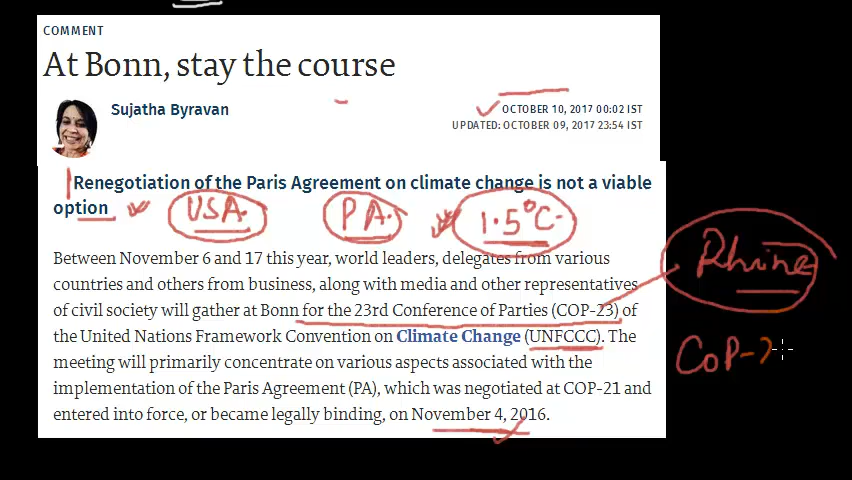 COMMENT
At Bonn, stay the course
Sujatha Byravan
OCTOBER 10, 2017 00:02 IST
UPDATED: OCTOBER 09, 2017 23:54 IST
Renegotiation of the Paris Agreement on climate change is not a viable
option
USA.
PA.
1.5°C.
Between November 6 and 17 this year, world leaders, delegates from various
countries and others from business, along with media and other representatives
of civil society will gather at Bonn for the 23rd Conference of Parties (COP-23) of
the United Nations Framework Convention on Climate Change (UNFCCC). The
meeting will primarily concentrate on various aspects associated with the
implementation of the Paris Agreement (PA), which was negotiated at COP-21 and
entered into force, or became legally binding, on November 4, 2016.
Rhine
COP-2